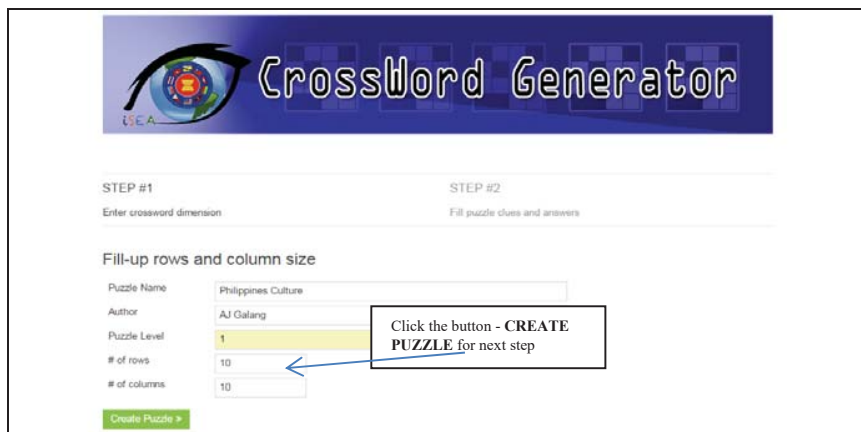 CrossWord Generator
iSEA
STEP #1
STEP #2
Enter crossword dimension
Fill puzzle clues and answers
Fill-up rows and column size
Puzzle Name
Philippines Culture
Author
AJ Galang
Click the button - CREATE
PUZZLE for next step
Puzzle Level
1
# of rows
10
# of columns
10
Create Puzzle »